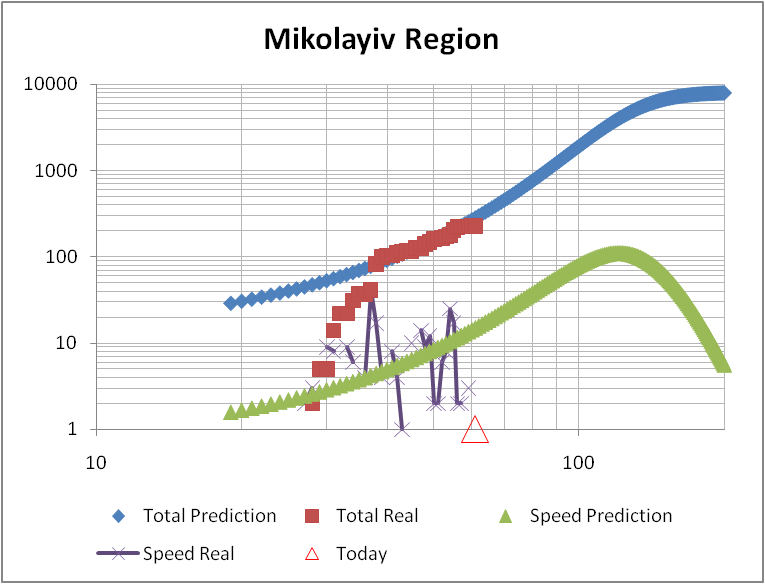 Mikolayiv Region
10000
1000
100
10
1
10 100
Total Prediction Total Real Speed Prediction
Speed Real Today